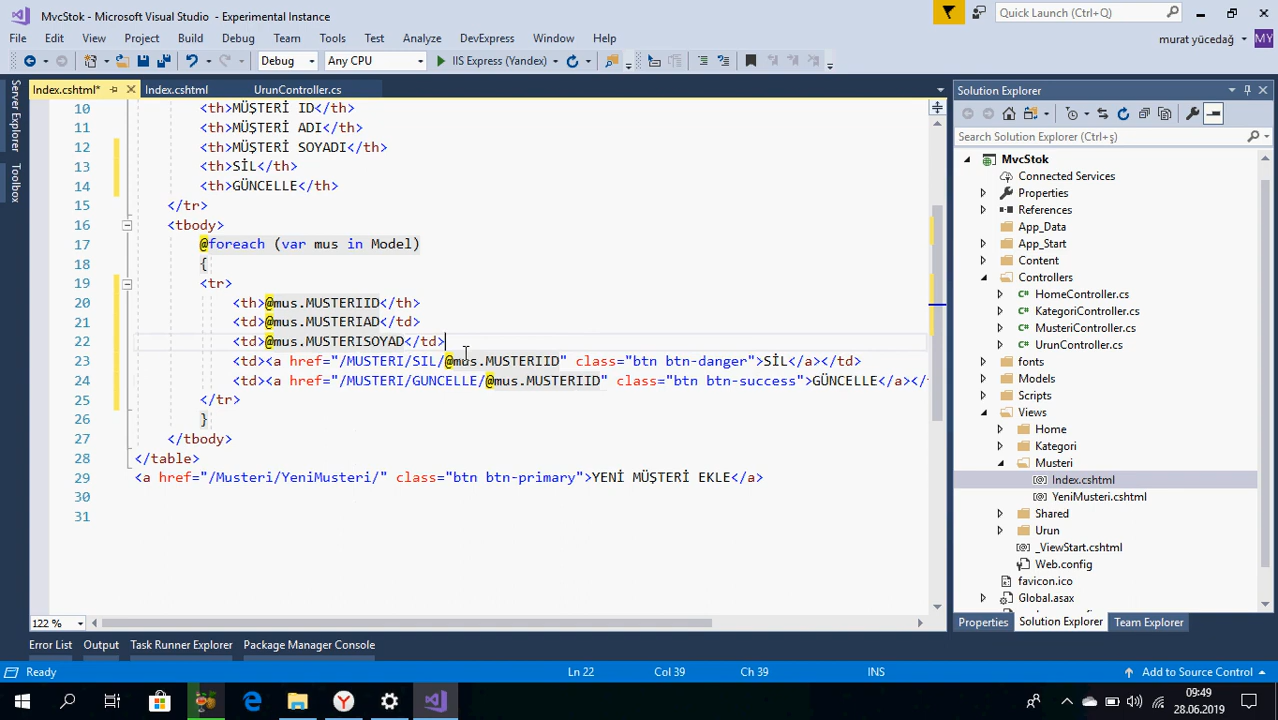 MvcStok - Microsoft Visual Studio - Experimental Instance
Quick Launch (Ctrl+Q)
File Edit View Project Build Debug Team Tools Test Analyze DevExpress Window Help
murat yücedağ MY
Debug Any CPU IIS Express (Yandex)
Server Explorer
Toolbox
Index.cshtml* Index.cshtml UrunController.cs
10 <th>MÜŞTERİ ID</th>
11 <th>MÜŞTERİ ADI</th>
12 <th>MÜŞTERİ SOYADI</th>
13 <th>SİL</th>
14 <th>GÜNCELLE</th>
15 </tr>
16 <tbody>
17 @foreach (var mus in Model)
18 {
19 <tr>
20 <th>@mus.MUSTERIID</th>
21 <td>@mus.MUSTERIAD</td>
22 <td>@mus.MUSTERISOYAD</td>
23 <td><a href="/MUSTERI/SIL/@mus.MUSTERIID" class="btn btn-danger">SİL</a></td>
24 <td><a href="/MUSTERI/GUNCELLE/@mus.MUSTERIID" class="btn btn-success">GÜNCELLE</a></
25 </tr>
26 }
27 </tbody>
28 </table>
29 <a href="/Musteri/YeniMusteri/" class="btn btn-primary">YENİ MÜŞTERİ EKLE</a>
30
31
122 %
Solution Explorer
Search Solution Explorer (Ctrl+ş)
MvcStok
Connected Services
Properties
References
App_Data
App_Start
Content
Controllers
C# HomeController.cs
C# KategoriController.cs
C# MusteriController.cs
C# UrunController.cs
fonts
Models
Scripts
Views
Home
Kategori
Musteri
Index.cshtml
YeniMusteri.cshtml
Shared
Urun
_ViewStart.cshtml
Web.config
favicon.ico
Global.asax
Properties Solution Explorer Team Explorer
Error List Output Task Runner Explorer Package Manager Console
Ready Ln 22 Col 39 Ch 39 INS Add to Source Control
09:49
28.06.2019